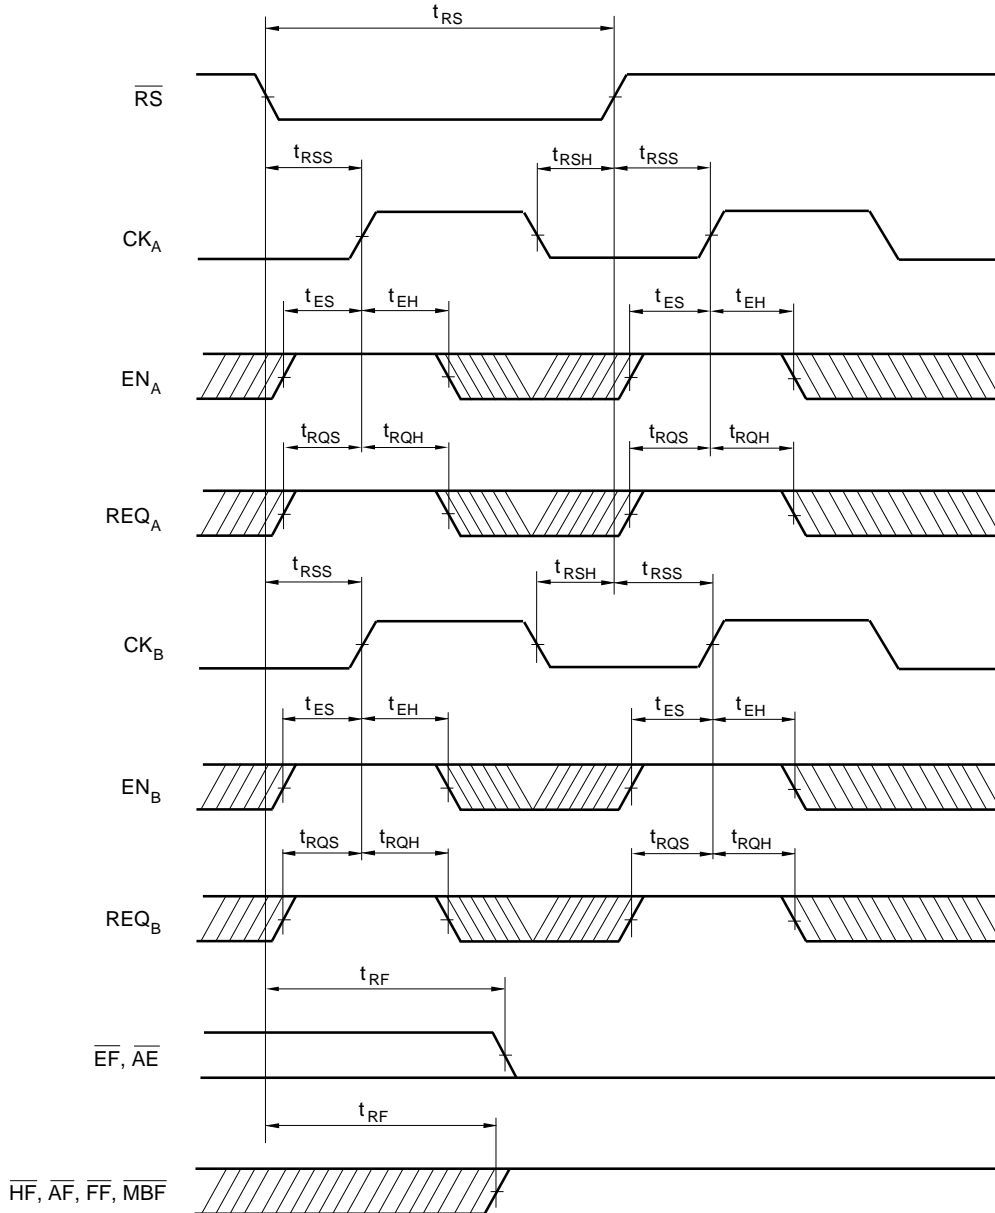 tRS
RS
tRSS tRSH tRSS
CKA
tES tEH tES tEH
ENA
tRQS tRQH tRQS tRQH
REQA
tRSS tRSH tRSS
CKB
tES tEH tES tEH
ENB
tRQS tRQH tRQS tRQH
REQB
tRF
EF, AE
tRF
HF, AF, FF, MBF